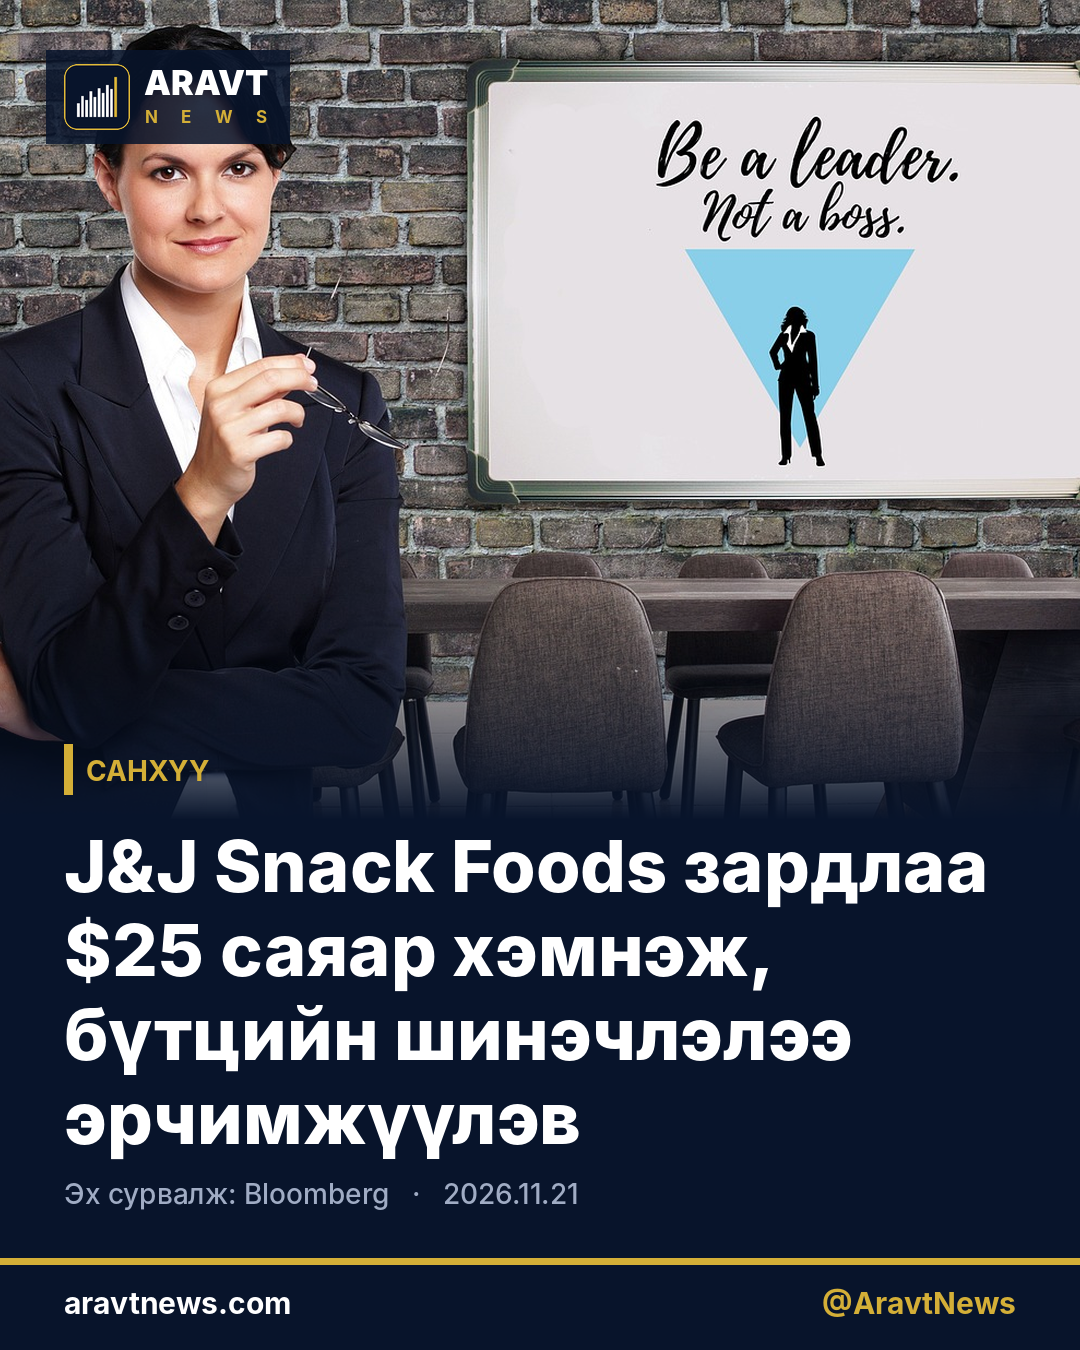 ARAVT
NEWS
Be a leader.
Not a boss.
САНХҮҮ
J&J Snack Foods зардлаа
$25 саяар хэмнэж,
бүтцийн шинэчлэлээ
эрчимжүүлэв
Эх сурвалж: Bloomberg · 2026.11.21
aravtnews.com
@AravtNews